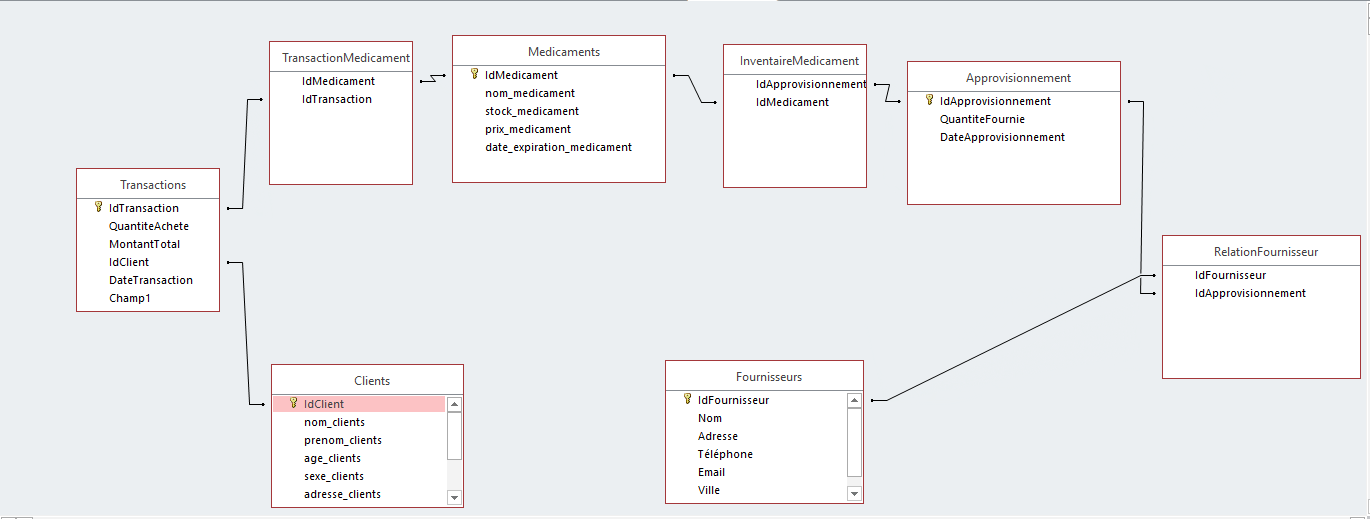 TransactionMedicament
IdMedicament
IdTransaction
Medicaments
IdMedicament
nom_medicament
stock_medicament
prix_medicament
date_expiration_medicament
InventaireMedicament
IdApprovisionnement
IdMedicament
Approvisionnement
IdApprovisionnement
QuantiteFournie
DateApprovisionnement
Transactions
IdTransaction
QuantiteAchete
MontantTotal
IdClient
DateTransaction
Champ1
RelationFournisseur
IdFournisseur
IdApprovisionnement
Clients
IdClient
nom_clients
prenom_clients
age_clients
sexe_clients
adresse_clients
Fournisseurs
IdFournisseur
Nom
Adresse
Téléphone
Email
Ville